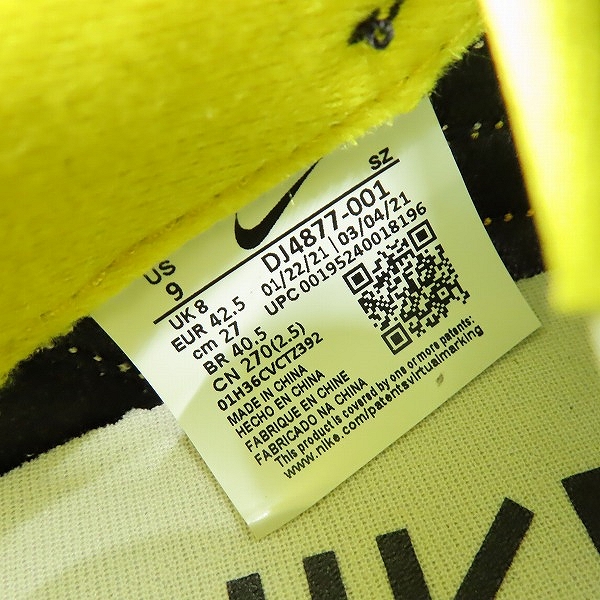 SZ
US
9
DJ4877-001
01/22/21 | 03/04/21
UPC 00195240018196
UK 8
EUR 42.5
cm 27
BR 40.5
CN 270(2.5)
01H36CVCTZ392
MADE IN CHINA
HECHO EN CHINA
FABRIQUE EN CHINE
FABRICADO NA CHINA
This product is covered by one or more patents:
www.nike.com/patentsvirtualmarking